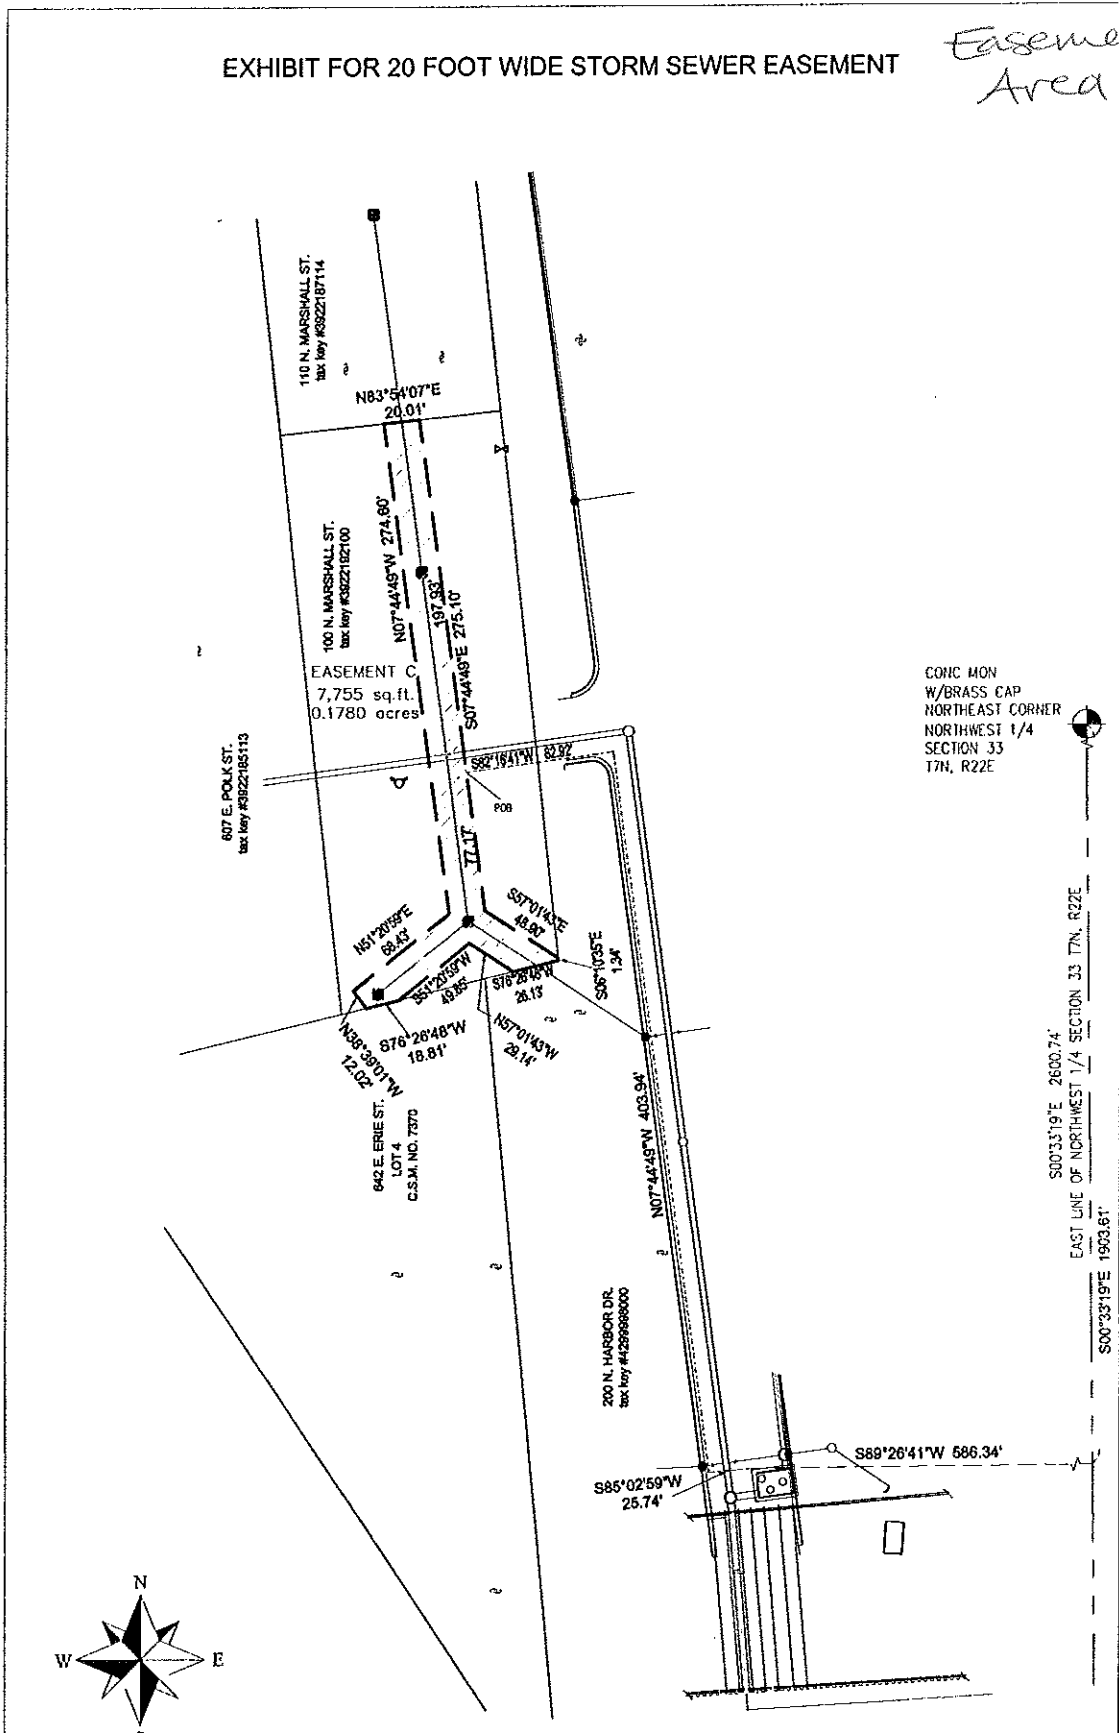 EXHIBIT FOR 20 FOOT WIDE STORM SEWER EASEMENT
Easeme
Area
110 N. MARSHALL ST.
tax key #3922187114
N83°54'07"E
20.01'
100 N. MARSHALL ST.
tax key #3922192100
N07°44'49"W 274.60'
197.93'
S07°44'49"E 275.10'
EASEMENT C
7,755 sq.ft.
0.1780 acres
607 E. POLK ST.
tax key #3922185113
S82°16'41"W 82.92'
POB
77.17'
CONC MON
W/BRASS CAP
NORTHEAST CORNER
NORTHWEST 1/4
SECTION 33
T7N, R22E
N51°20'59"E
68.43'
S57°01'43"E
48.90'
S51°20'59"W
49.85'
S76°26'48"W
26.13'
S06°10'35"E
1.34'
N38°39'01"W
12.02'
S76°26'48"W
18.81'
N57°01'43"W
29.14'
642 E. ERIE ST.
LOT 4
C.S.M. NO. 7370
N07°44'49"W 403.94'
S00°33'19"E 2600.74'
EAST LINE OF NORTHWEST 1/4 SECTION 33 T7N, R22E
S00°33'19"E 1903.61'
200 N. HARBOR DR.
tax key #4299998000
S89°26'41"W 586.34'
S85°02'59"W
25.74'
N
W
E